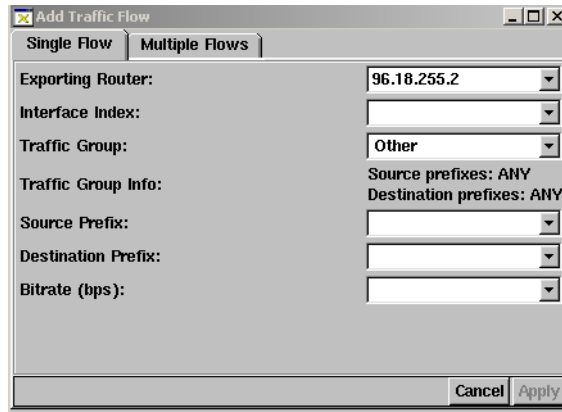 Add Traffic Flow
Single Flow Multiple Flows
Exporting Router: 96.18.255.2
Interface Index:
Traffic Group: Other
Traffic Group Info: Source prefixes: ANY
Destination prefixes: ANY
Source Prefix:
Destination Prefix:
Bitrate (bps):
Cancel Apply